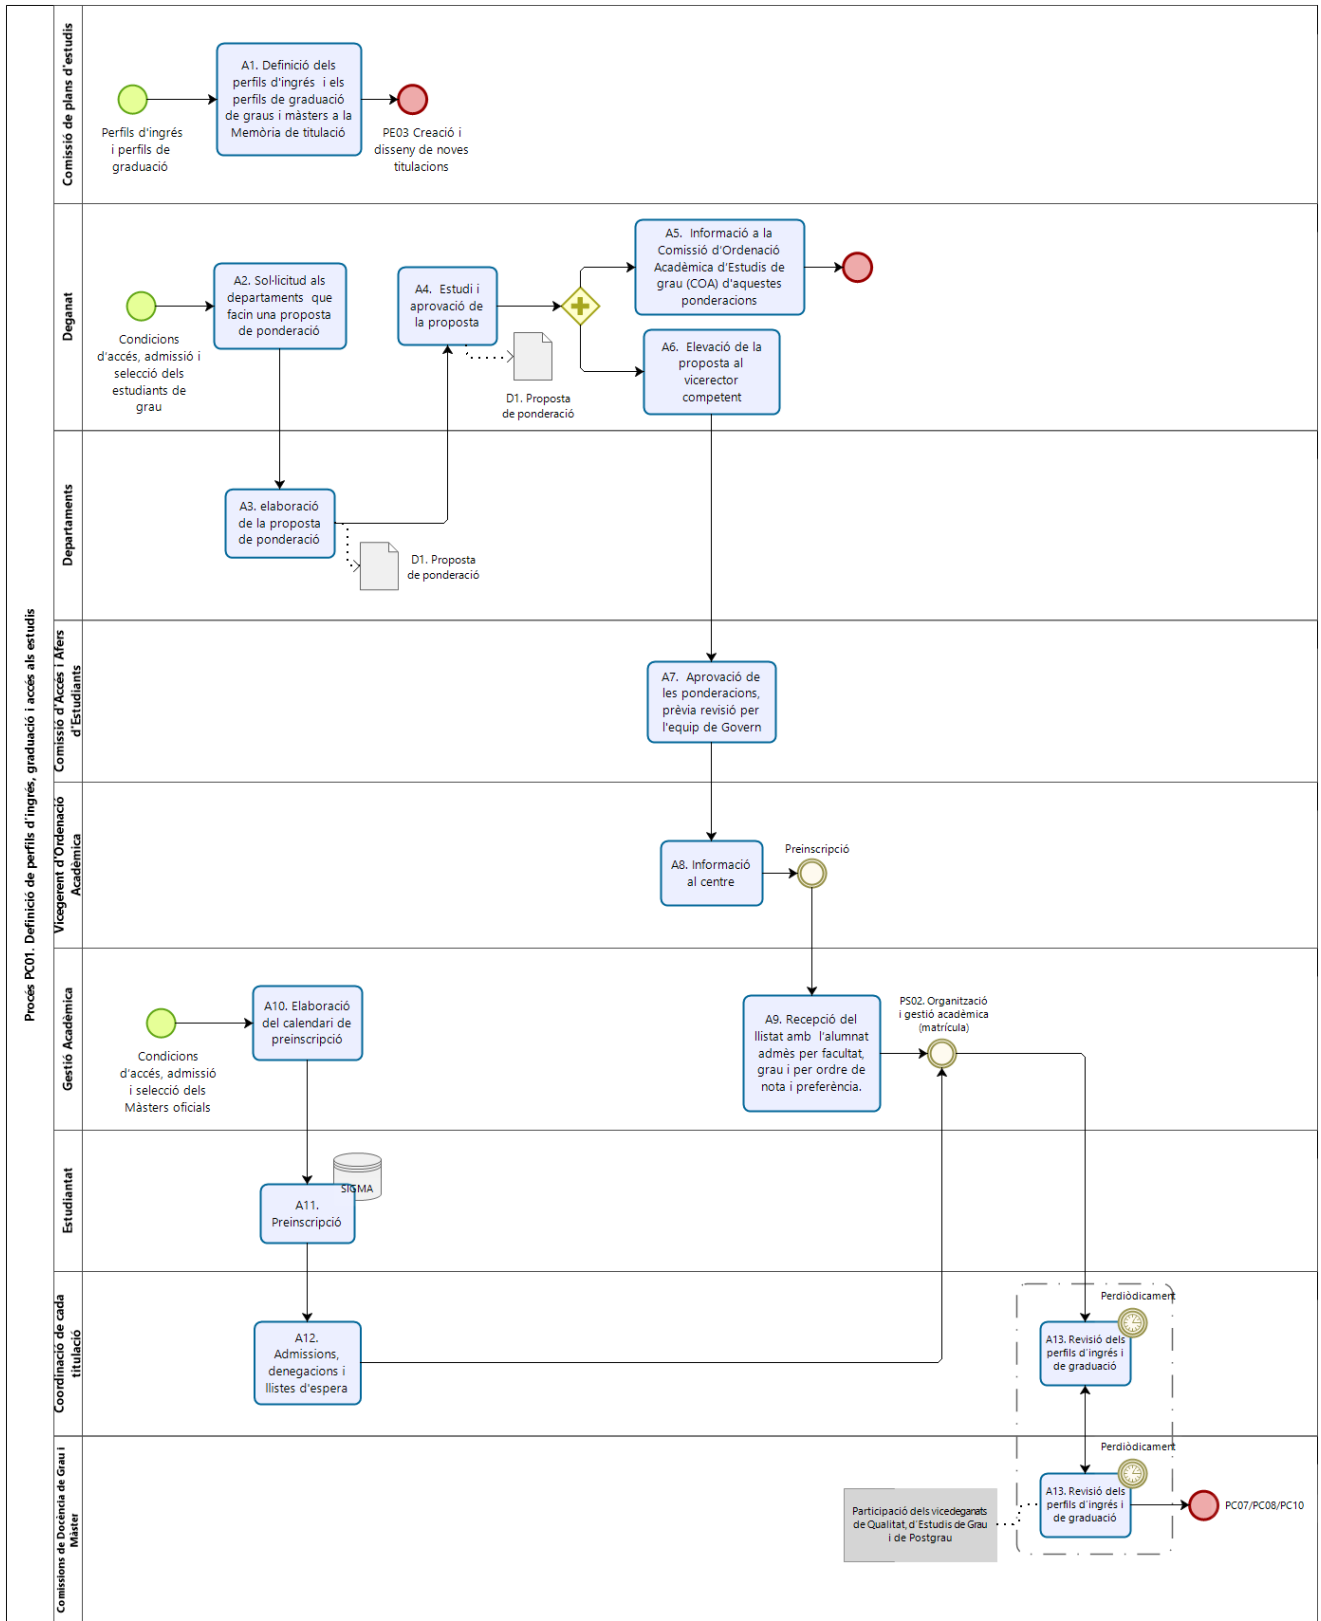 Procés PC01. Definició de perfils d'ingrés, graduació i accés als estudis
Comissió de plans d'estudis
Perfils d'ingrés
i perfils de
graduació
A1. Definició dels
perfils d'ingrés i els
perfils de graduació
de graus i màsters a la
Memòria de titulació
PE03 Creació i
disseny de noves
titulacions
Deganat
Condicions
d'accés, admissió i
selecció dels
estudiants de
grau
A2. Sol·licitud als
departaments que
facin una proposta
de ponderació
A4. Estudi i
aprovació de
la proposta
D1. Proposta
de ponderació
A5. Informació a la
Comissió d'Ordenació
Acadèmica d'Estudis de
grau (COA) d'aquestes
ponderacions
A6. Elevació de la
proposta al
vicerector
competent
Departaments
A3. elaboració
de la proposta
de ponderació
D1. Proposta
de ponderació
Comissió d'Accés i Afers
d'Estudiants
A7. Aprovació de
les ponderacions,
prèvia revisió per
l'equip de Govern
Vicegerent d'Ordenació
Acadèmica
A8. Informació
al centre
Preinscripció
Gestió Acadèmica
Condicions
d'accés, admissió
i selecció dels
Màsters oficials
A10. Elaboració
del calendari de
preinscripció
A9. Recepció del
llistat amb l'alumnat
admès per facultat,
grau i per ordre de
nota i preferència.
PS02. Organització
i gestió acadèmica
(matrícula)
Estudiantat
SIGMA
A11.
Preinscripció
Coordinació de cada
titulació
A12.
Admissions,
denegacions i
llistes d'espera
Perdiòdicament
A13. Revisió dels
perfils d'ingrés i
de graduació
Comissions de Docència de Grau i
Màster
Participació dels vicedeganats
de Qualitat, d'Estudis de Grau
i de Postgrau
Perdiòdicament
A13. Revisió dels
perfils d'ingrés i
de graduació
PC07/PC08/PC10